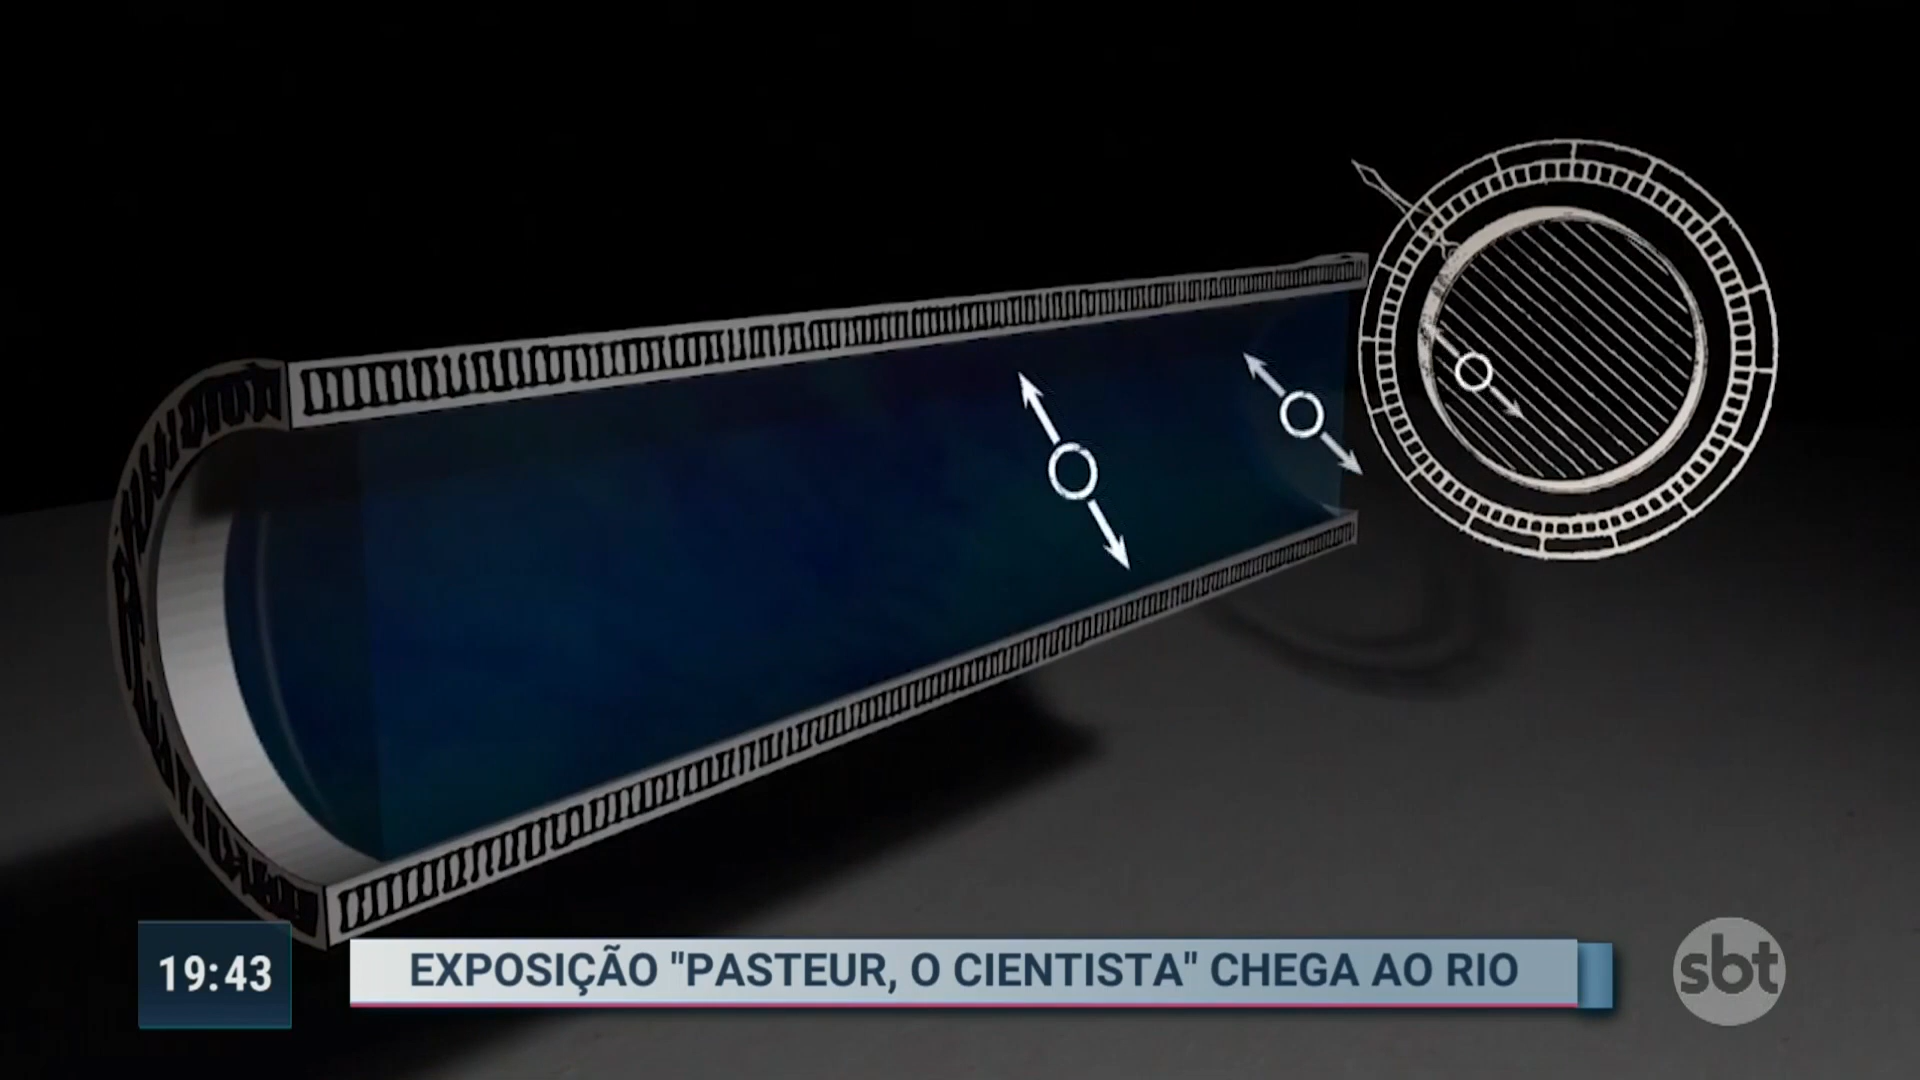 19:43
EXPOSIÇÃO "PASTEUR, O CIENTISTA" CHEGA AO RIO
sbt